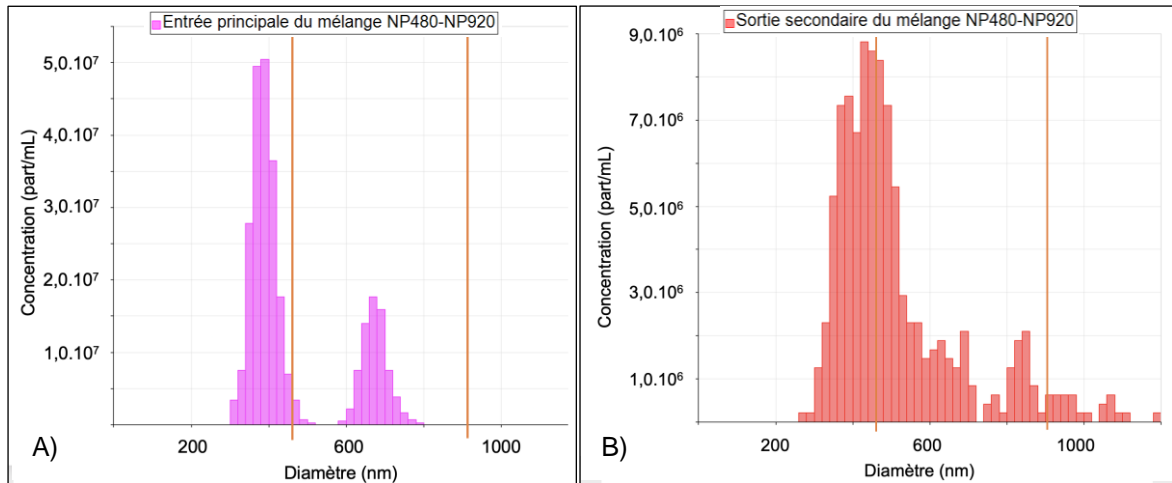 Entrée principale du mélange NP480-NP920
5,0.10⁷
4,0.10⁷
3,0.10⁷
2,0.10⁷
1,0.10⁷
Concentration (part/mL)
200
600
1000
Diamètre (nm)
A)
Sortie secondaire du mélange NP480-NP920
9,0.10⁶
7,0.10⁶
5,0.10⁶
3,0.10⁶
1,0.10⁶
Concentration (part/mL)
200
600
1000
Diamètre (nm)
B)